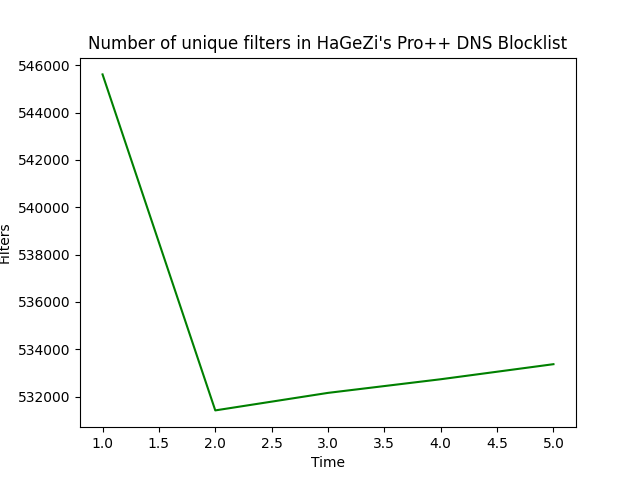 Number of unique filters in HaGeZi's Pro++ DNS Blocklist
546000
544000
542000
540000
538000
536000
534000
532000
Filters
1.0 1.5 2.0 2.5 3.0 3.5 4.0 4.5 5.0
Time